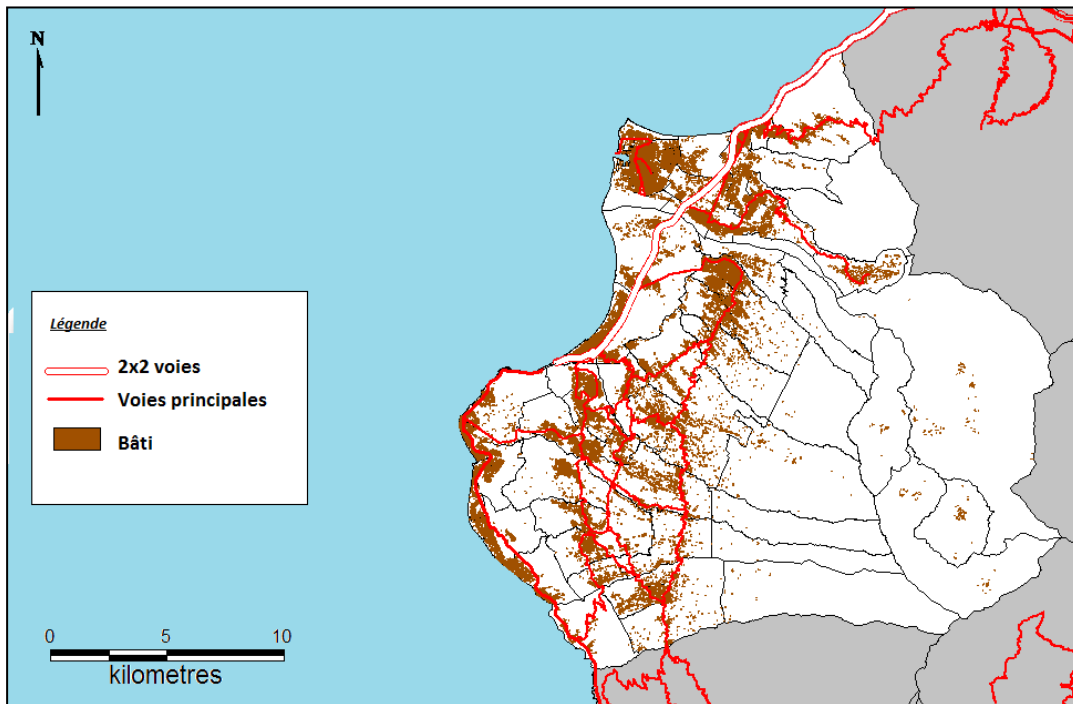 N
Légende
2x2 voies
Voies principales
Bâti
0 5 10
kilometres